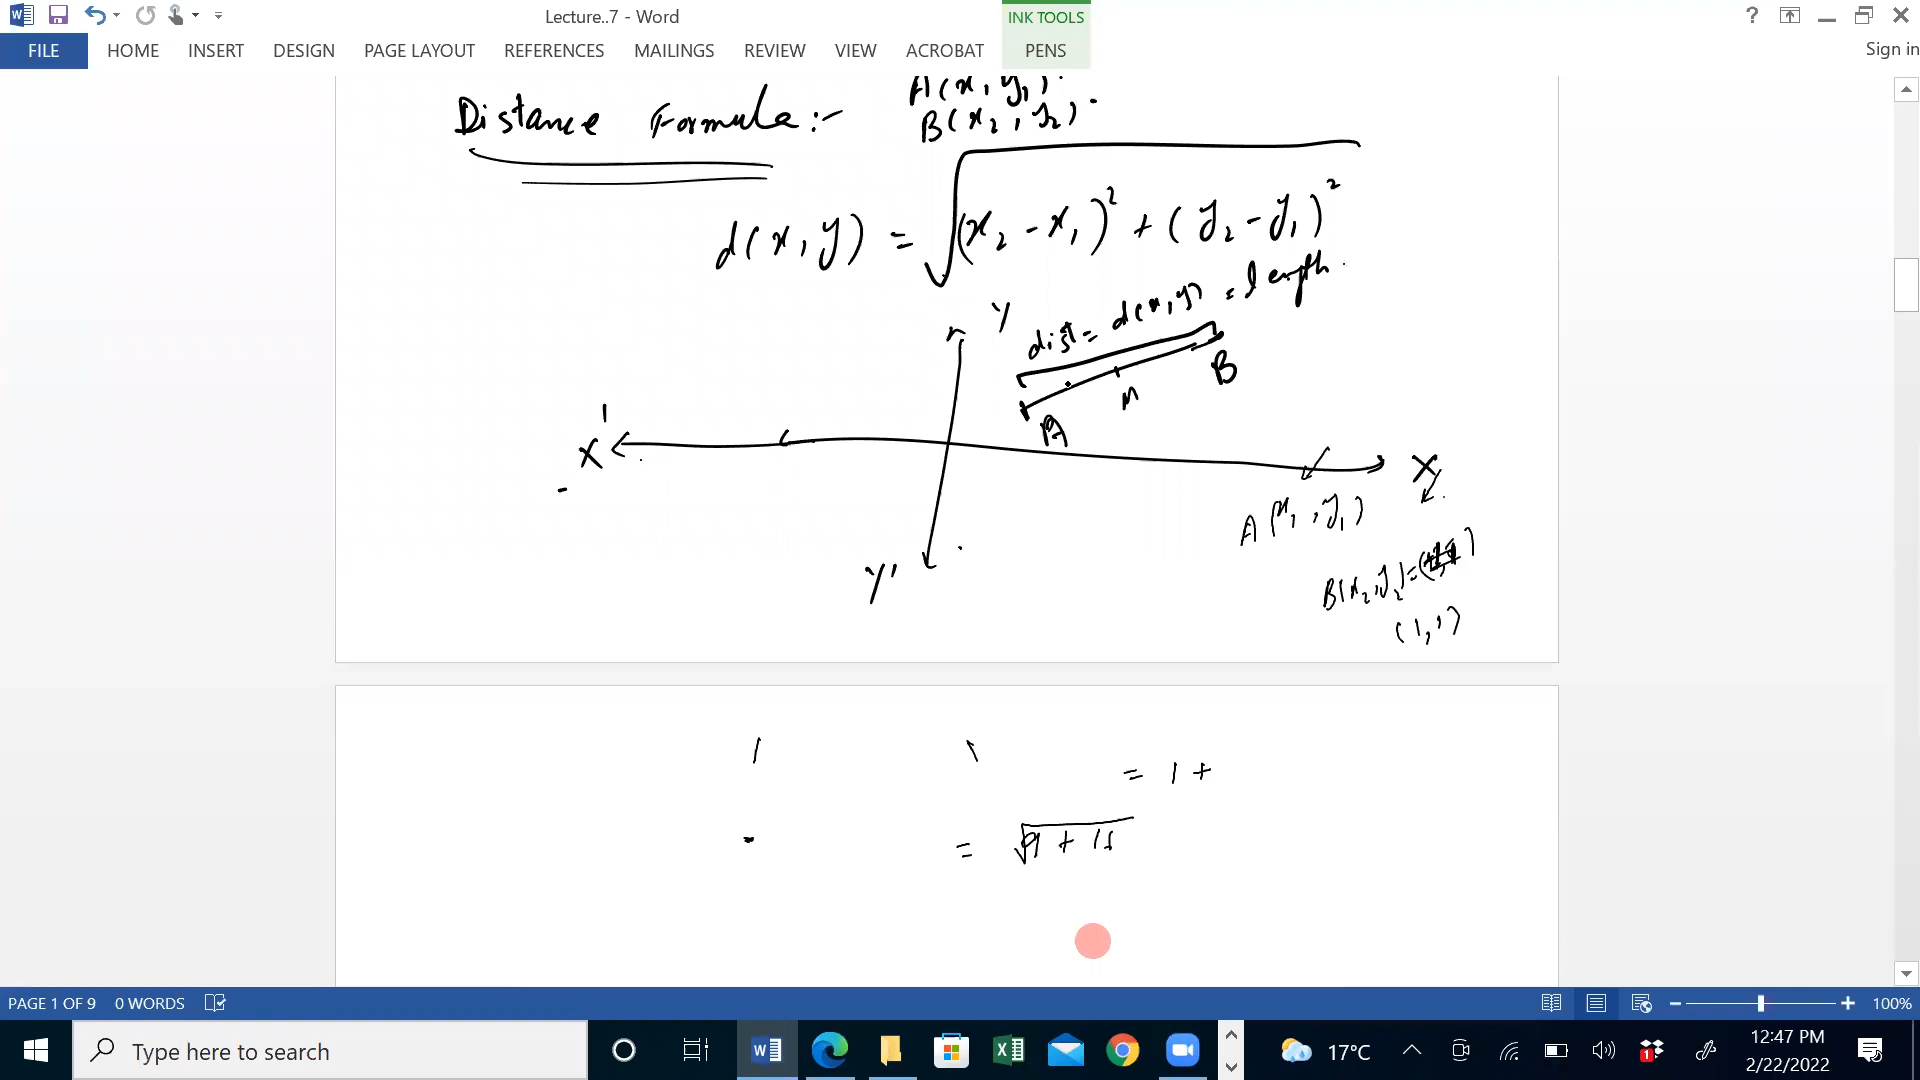 Lecture..7 - Word
INK TOOLS
FILE HOME INSERT DESIGN PAGE LAYOUT REFERENCES MAILINGS REVIEW VIEW ACROBAT PENS
Sign in
A(x, y₁).
Distance Formula:-
B(x₂, y₂).
d(x, y) = √(x₂ - x₁)² + (y₂ - y₁)²
dist = d(x, y) = length.
Y
B
M
A
X'
X
A(x₁, y₁)
Y'
B(x₂, y₂) = ( )
(1, 1)
= 1 +
= √9 + 1
PAGE 1 OF 9 0 WORDS
100%
Type here to search
17°C
1
12:47 PM
2/22/2022